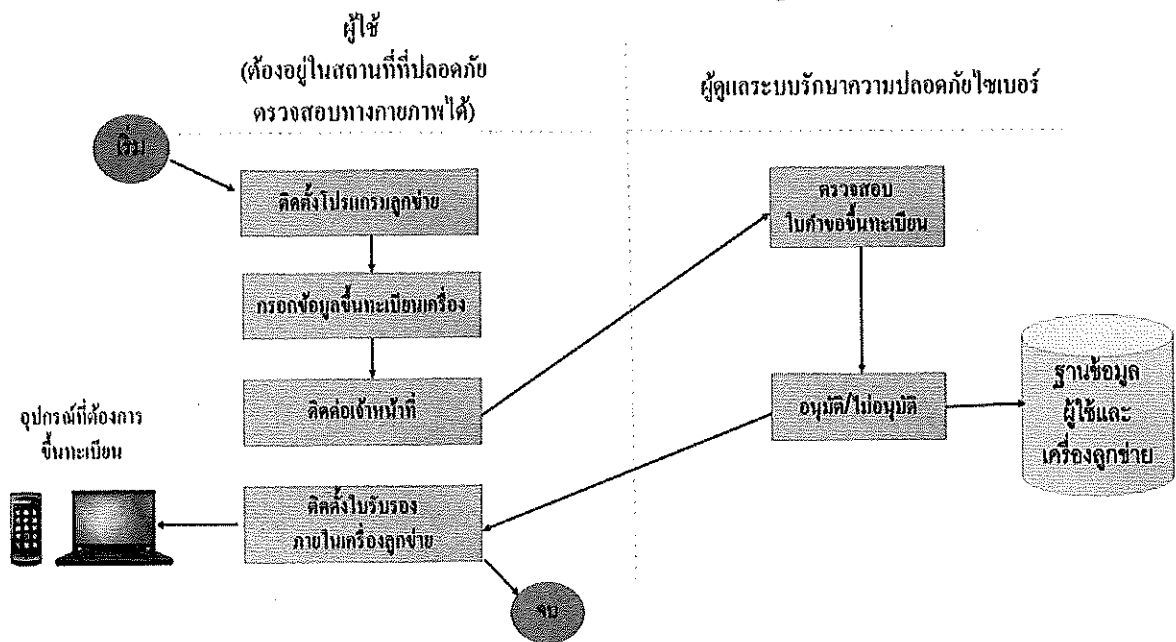 ผู้ใช้
(ต้องอยู่ในสถานที่ที่ปลอดภัย
ตรวจสอบทางกายภาพได้)
ผู้ดูแลระบบรักษาความปลอดภัยไซเบอร์
เริ่ม
ติดตั้งโปรแกรมลูกข่าย
ตรวจสอบ
ใบคำขอขึ้นทะเบียน
กรอกข้อมูลขึ้นทะเบียนเครื่อง
ติดต่อเจ้าหน้าที่
อนุมัติ/ไม่อนุมัติ
ฐานข้อมูล
ผู้ใช้และ
เครื่องลูกข่าย
อุปกรณ์ที่ต้องการ
ขึ้นทะเบียน
ติดตั้งใบรับรอง
ภายในเครื่องลูกข่าย
จบ